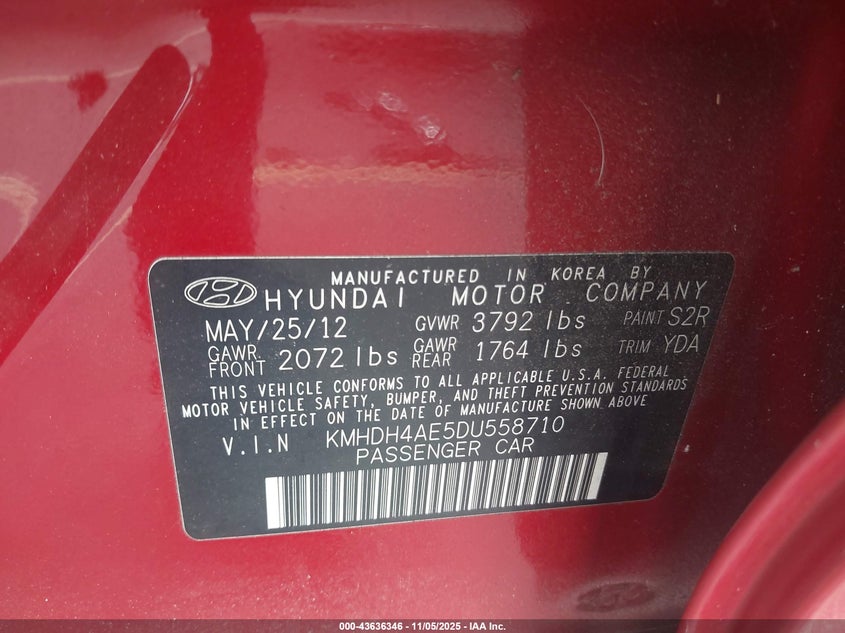 MANUFACTURED IN KOREA BY
HYUNDAI MOTOR COMPANY
MAY/25/12 GVWR 3792 lbs PAINT S2R
GAWR FRONT 2072 lbs GAWR REAR 1764 lbs TRIM YDA
THIS VEHICLE CONFORMS TO ALL APPLICABLE U.S.A. FEDERAL
MOTOR VEHICLE SAFETY, BUMPER, AND THEFT PREVENTION STANDARDS
IN EFFECT ON THE DATE OF MANUFACTURE SHOWN ABOVE
V.I.N KMHDH4AE5DU558710
PASSENGER CAR
000-43636346 - 11/05/2025 - IAA Inc.